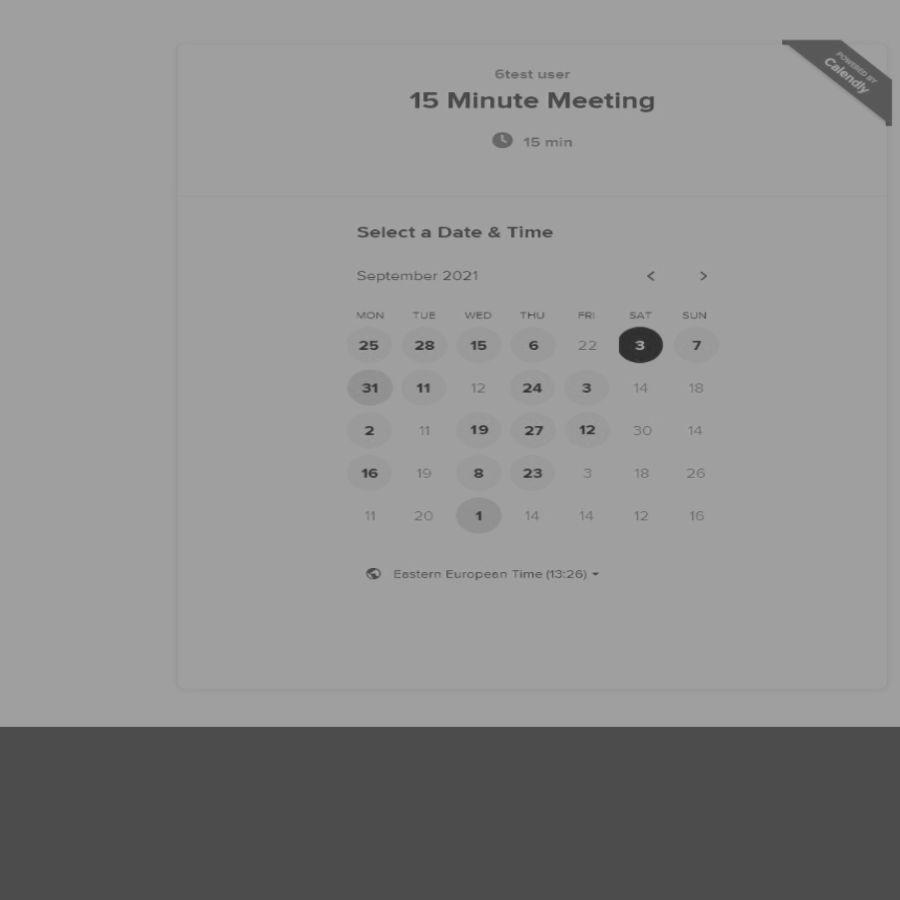 POWERED BY
Calendly
6test user
15 Minute Meeting
15 min
Select a Date & Time
September 2021 < >
MON TUE WED THU FRI SAT SUN
25 28 15 6 22 3 7
31 11 12 24 3 14 18
2 11 19 27 12 30 14
16 19 8 23 3 18 26
11 20 1 14 14 12 16
Eastern European Time (13:26)